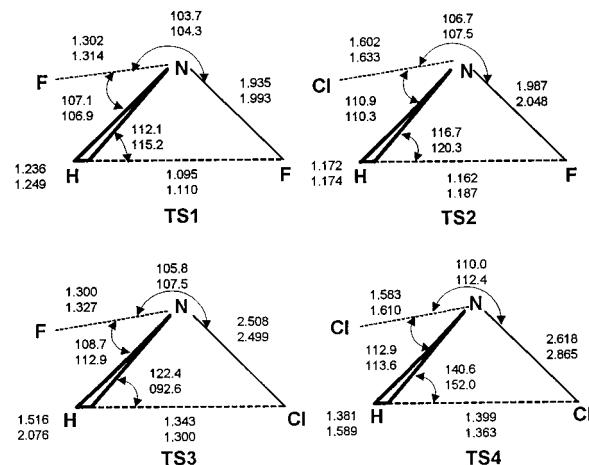 103.7
104.3
1.302
1.314
N
F
1.935
1.993
107.1
106.9
112.1
115.2
1.236
1.249
H
1.095
1.110
F
TS1
106.7
107.5
1.602
1.633
N
Cl
1.987
2.048
110.9
110.3
116.7
120.3
1.172
1.174
H
1.162
1.187
F
TS2
105.8
107.5
1.300
1.327
N
F
2.508
2.499
108.7
112.9
122.4
092.6
1.516
2.076
H
1.343
1.300
Cl
TS3
110.0
112.4
1.583
1.610
N
Cl
2.618
2.865
112.9
113.6
140.6
152.0
1.381
1.589
H
1.399
1.363
Cl
TS4